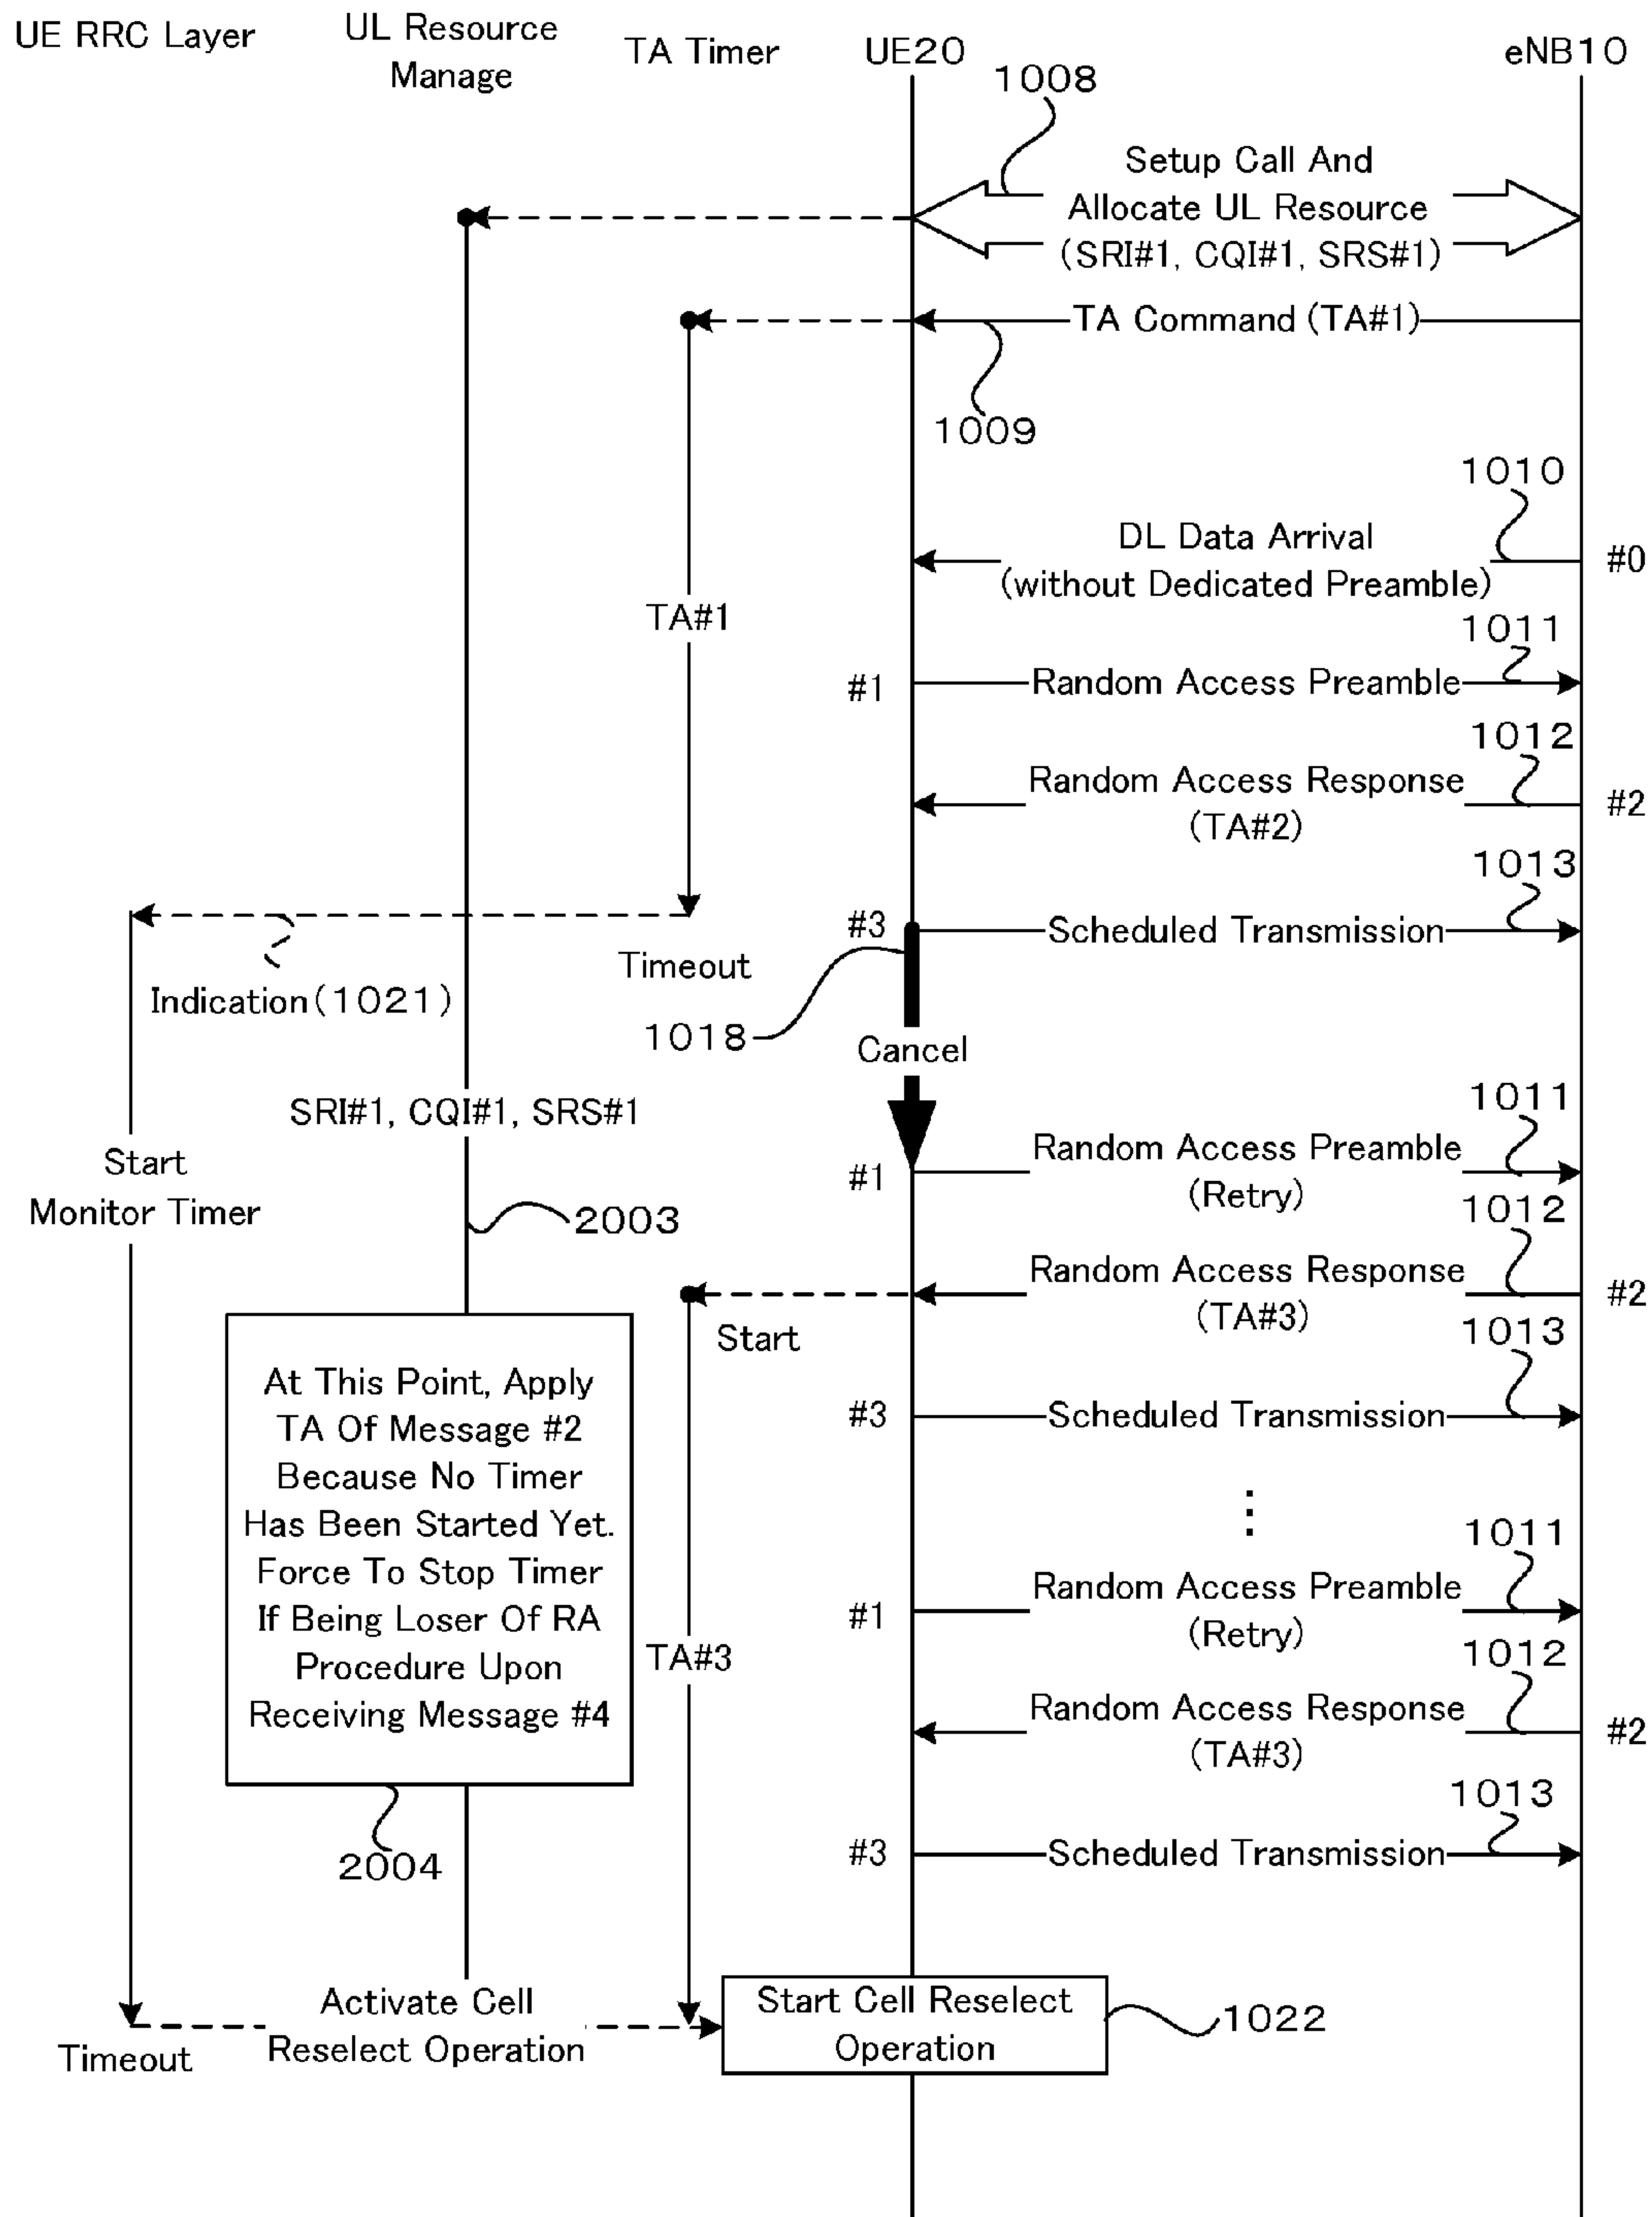 UE RRC Layer
UL Resource
Manage
TA Timer
UE20
eNB10
1008
Setup Call And
Allocate UL Resource
(SRI#1, CQI#1, SRS#1)
TA Command (TA#1)
1009
1010
DL Data Arrival
(without Dedicated Preamble)
#0
TA#1
1011
#1
Random Access Preamble
1012
Random Access Response
(TA#2)
#2
1013
#3
Scheduled Transmission
Timeout
Indication(1021)
1018
Cancel
SRI#1, CQI#1, SRS#1
1011
Random Access Preamble
(Retry)
#1
Start
Monitor Timer
2003
1012
Random Access Response
(TA#3)
#2
Start
1013
#3
Scheduled Transmission
At This Point, Apply
TA Of Message #2
Because No Timer
Has Been Started Yet.
Force To Stop Timer
If Being Loser Of RA
Procedure Upon
Receiving Message #4
2004
1011
Random Access Preamble
(Retry)
#1
TA#3
1012
Random Access Response
(TA#3)
#2
1013
#3
Scheduled Transmission
Timeout
Activate Cell
Reselect Operation
Start Cell Reselect
Operation
1022